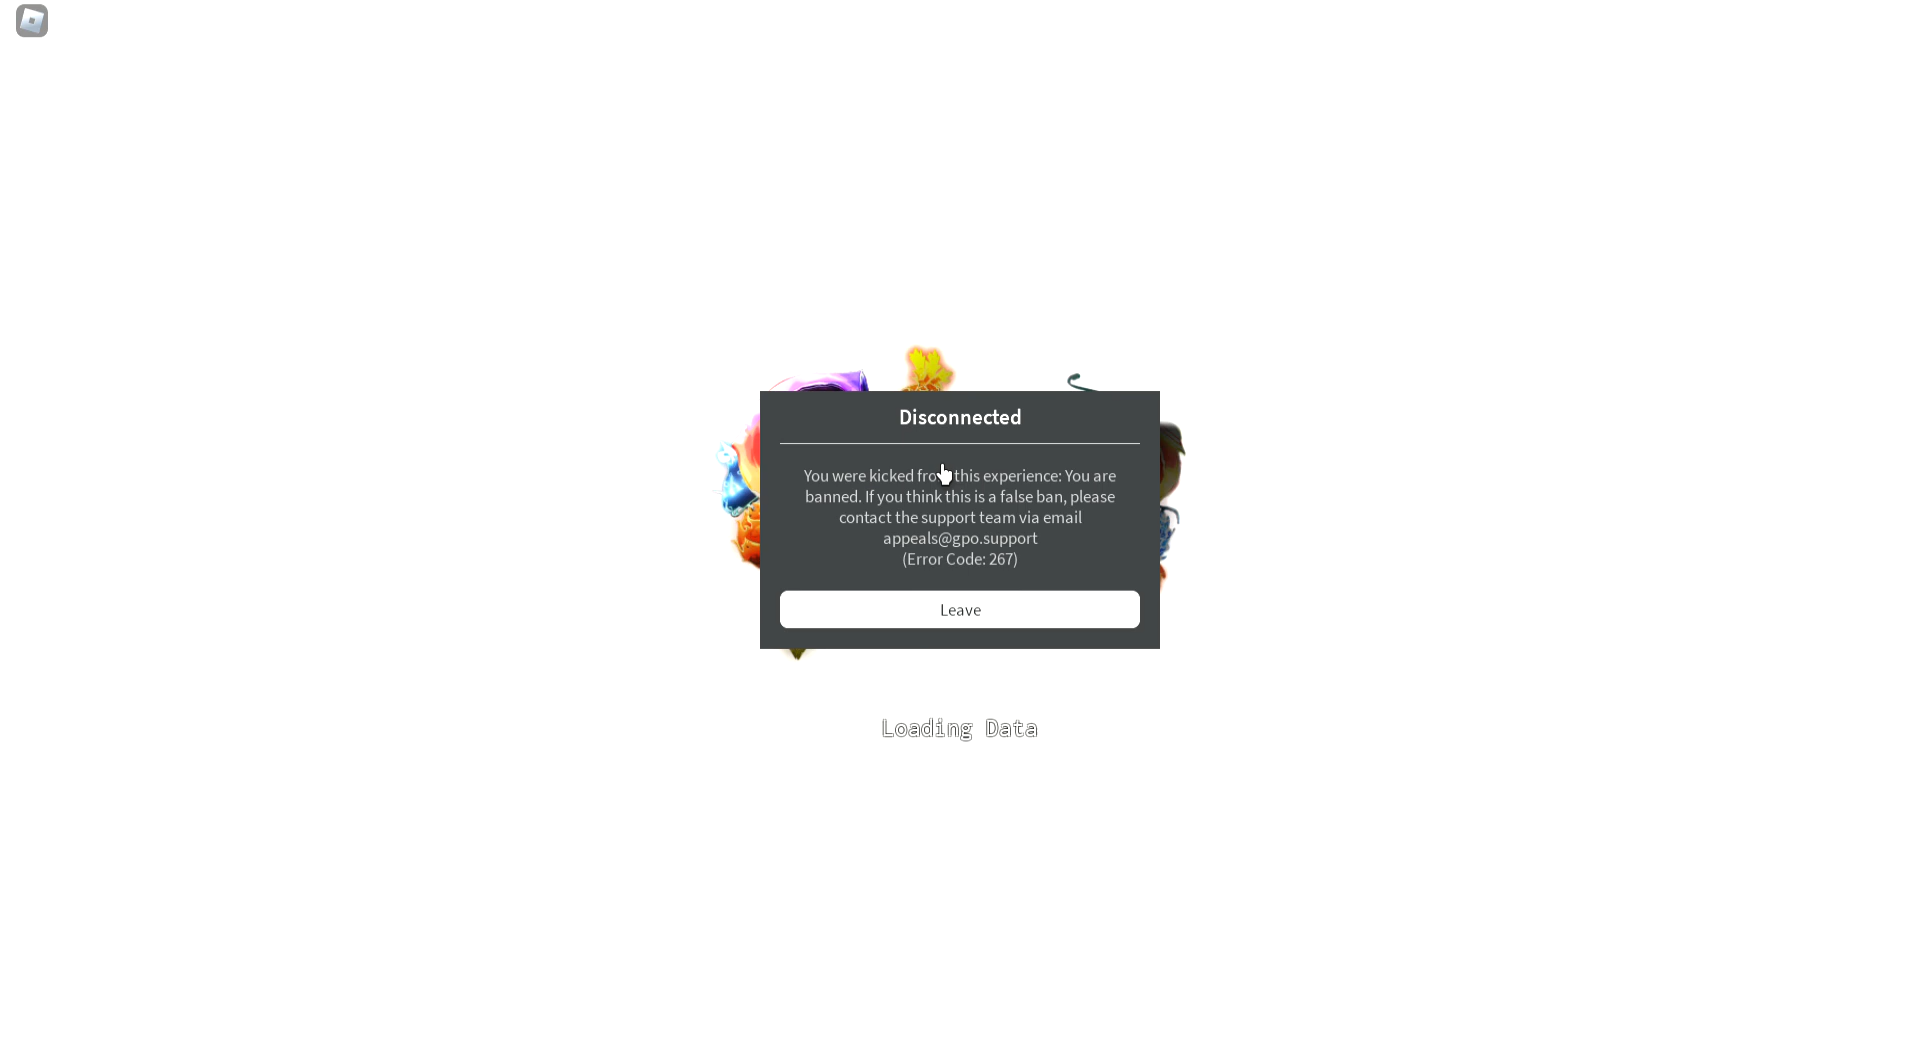 Disconnected
You were kicked from this experience: You are
banned. If you think this is a false ban, please
contact the support team via email
appeals@gpo.support
(Error Code: 267)
Leave
Loading Data